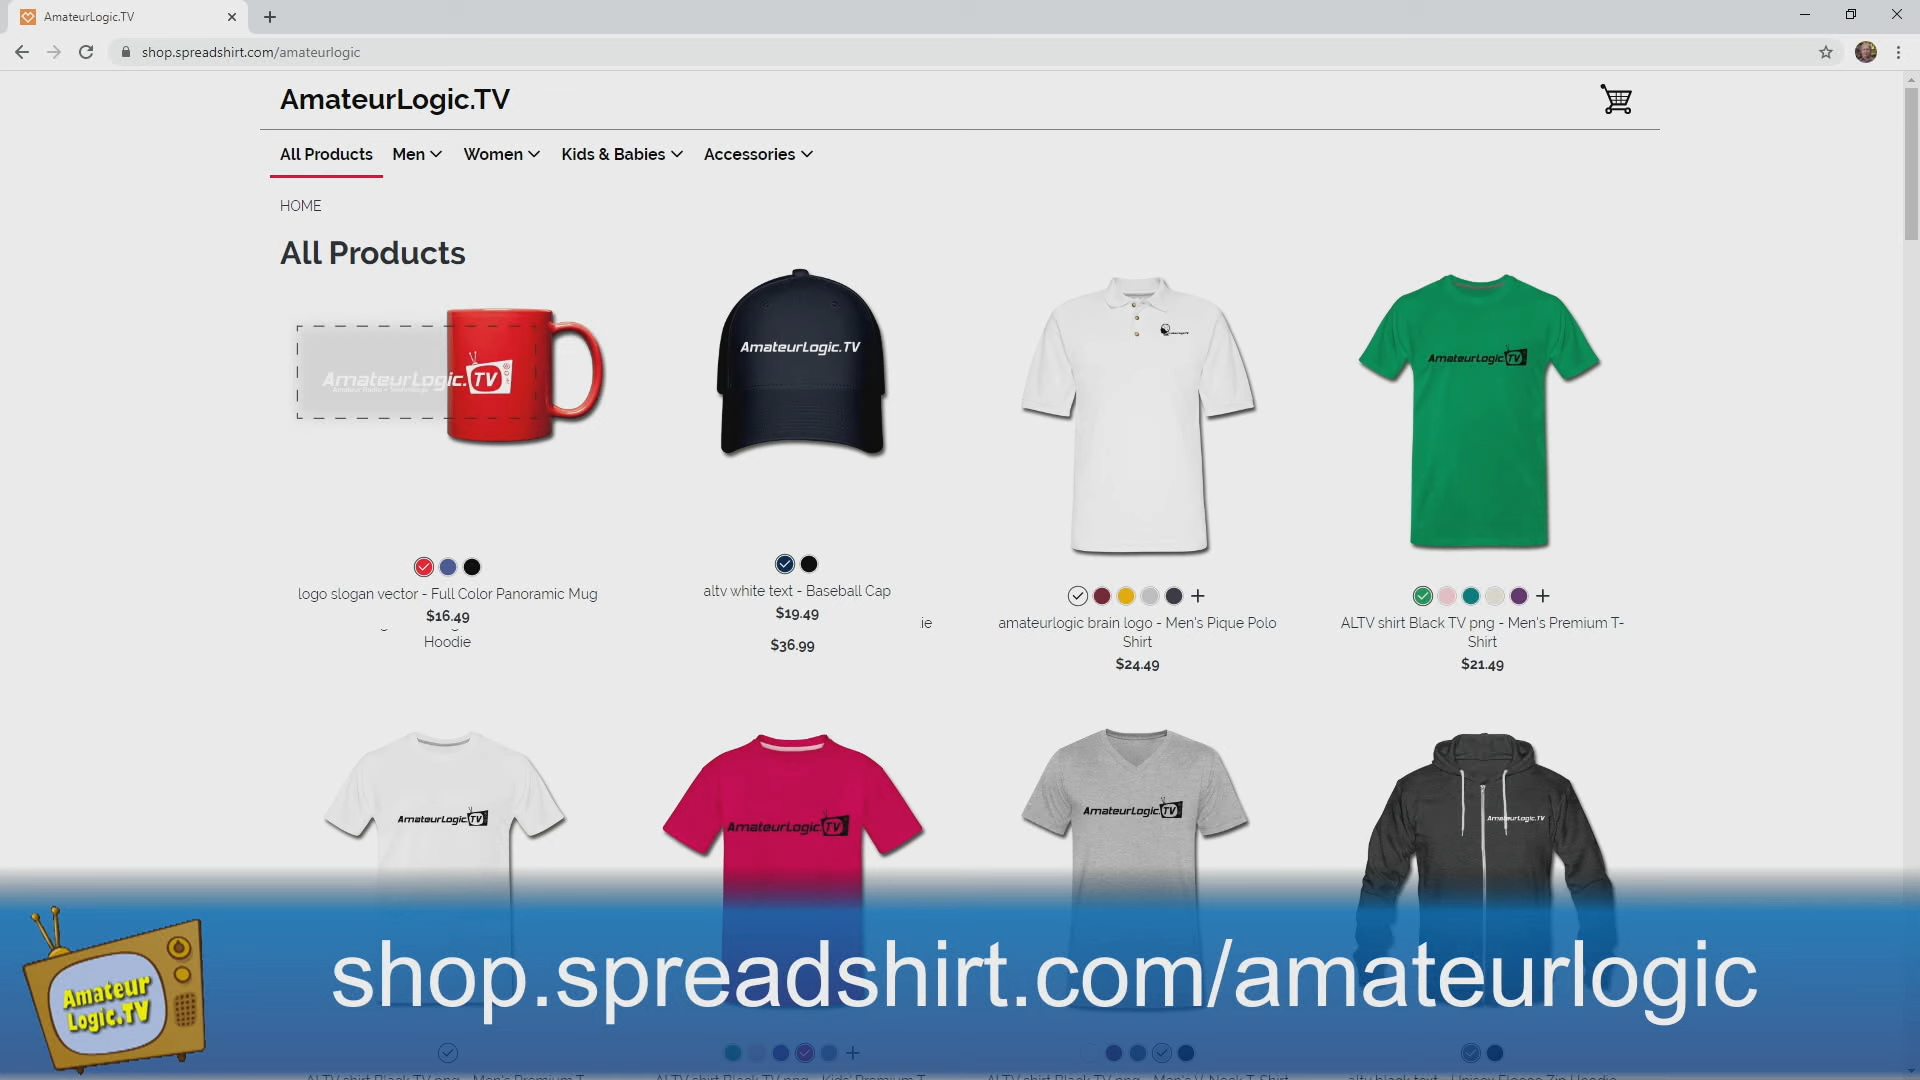 AmateurLogic.TV
shop.spreadshirt.com/amateurlogic
AmateurLogic.TV
All Products
Men
Women
Kids & Babies
Accessories
HOME
All Products
AmateurLogic.TV
AmateurLogic.TV
AmateurLogic.TV
logo slogan vector - Full Color Panoramic Mug
$16.49
Hoodie
altv white text - Baseball Cap
$19.49
$36.99
ie
amateurlogic brain logo - Men's Pique Polo
Shirt
$24.49
ALTV shirt Black TV png - Men's Premium T-
Shirt
$21.49
AmateurLogic.TV
AmateurLogic.TV
AmateurLogic.TV
AmateurLogic.TV
Amateur
Logic.TV
shop.spreadshirt.com/amateurlogic